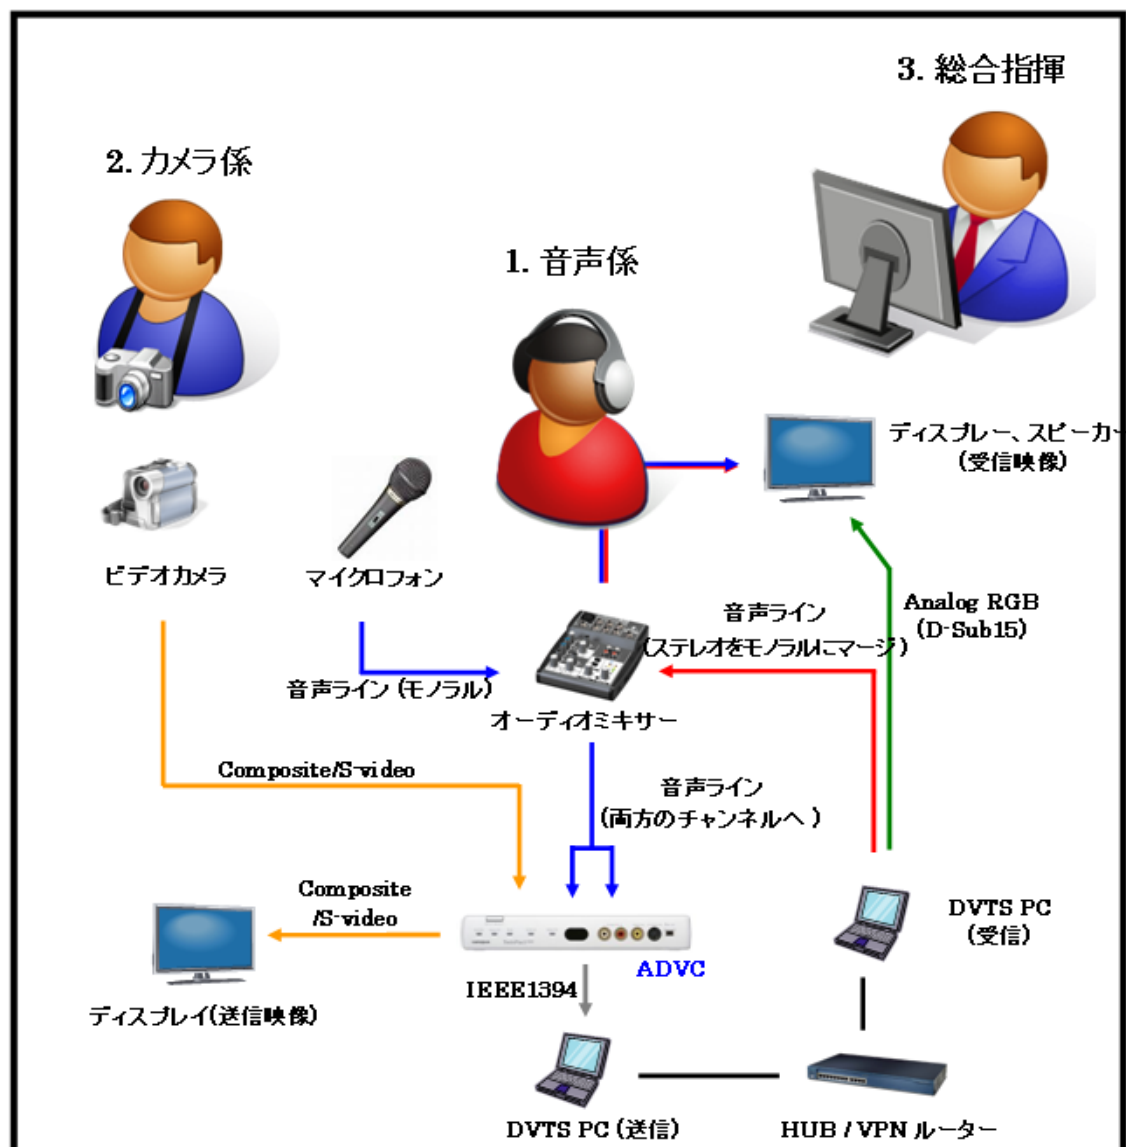 3. 総合指揮
2. カメラ係
1. 音声係
ディスプレー、スピーカー
(受信映像)
ビデオカメラ
マイクロフォン
音声ライン
(ステレオをモノラルにマージ)
Analog RGB
(D-Sub15)
音声ライン (モノラル)
オーディオミキサー
Composite/S-video
音声ライン
(両方のチャンネルへ)
Composite
/S-video
DVTS PC
(受信)
ADVC
IEEE1394
ディスプレイ(送信映像)
DVTS PC (送信)
HUB / VPN ルーター